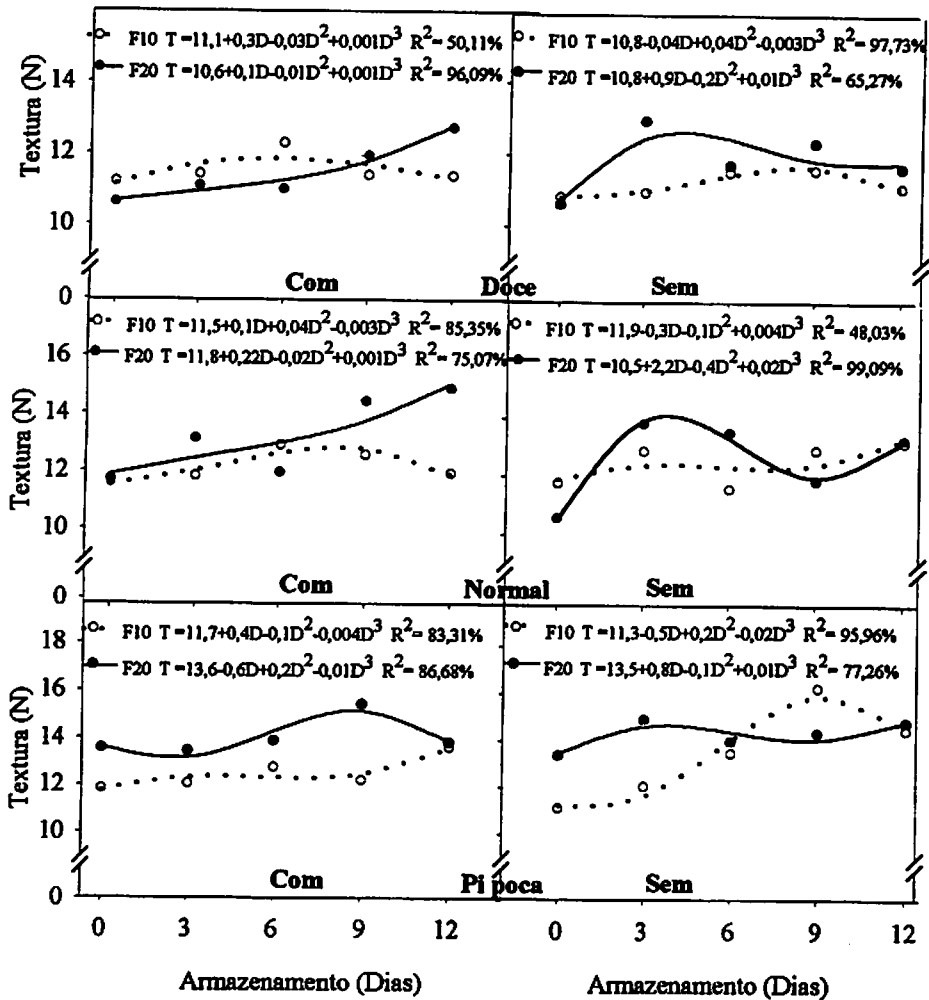 F10 T =11,1+0,3D-0,03D²+0,001D³ R²= 50,11%
F20 T =10,6+0,1D-0,01D²+0,001D³ R²= 96,09%
F10 T =10,8-0,04D+0,04D²-0,003D³ R²= 97,73%
F20 T =10,8+0,9D-0,2D²+0,01D³ R²= 65,27%
Textura (N)
14
12
10
0
Com Doce Sem
F10 T =11,5+0,1D+0,04D²-0,003D³ R²= 85,35%
F20 T =11,8+0,22D-0,02D²+0,001D³ R²= 75,07%
F10 T =11,9-0,3D-0,1D²+0,004D³ R²= 48,03%
F20 T =10,5+2,2D-0,4D²+0,02D³ R²= 99,09%
Textura (N)
16
14
12
10
0
Com Normal Sem
F10 T =11,7+0,4D-0,1D²-0,004D³ R²= 83,31%
F20 T =13,6-0,6D+0,2D²-0,01D³ R²= 86,68%
F10 T =11,3-0,5D+0,2D²-0,02D³ R²= 95,96%
F20 T =13,5+0,8D-0,1D²+0,01D³ R²= 77,26%
Textura (N)
18
16
14
12
10
0
Com Pi poca Sem
0 3 6 9 12
0 3 6 9 12
Armazenamento (Dias) Armazenamento (Dias)